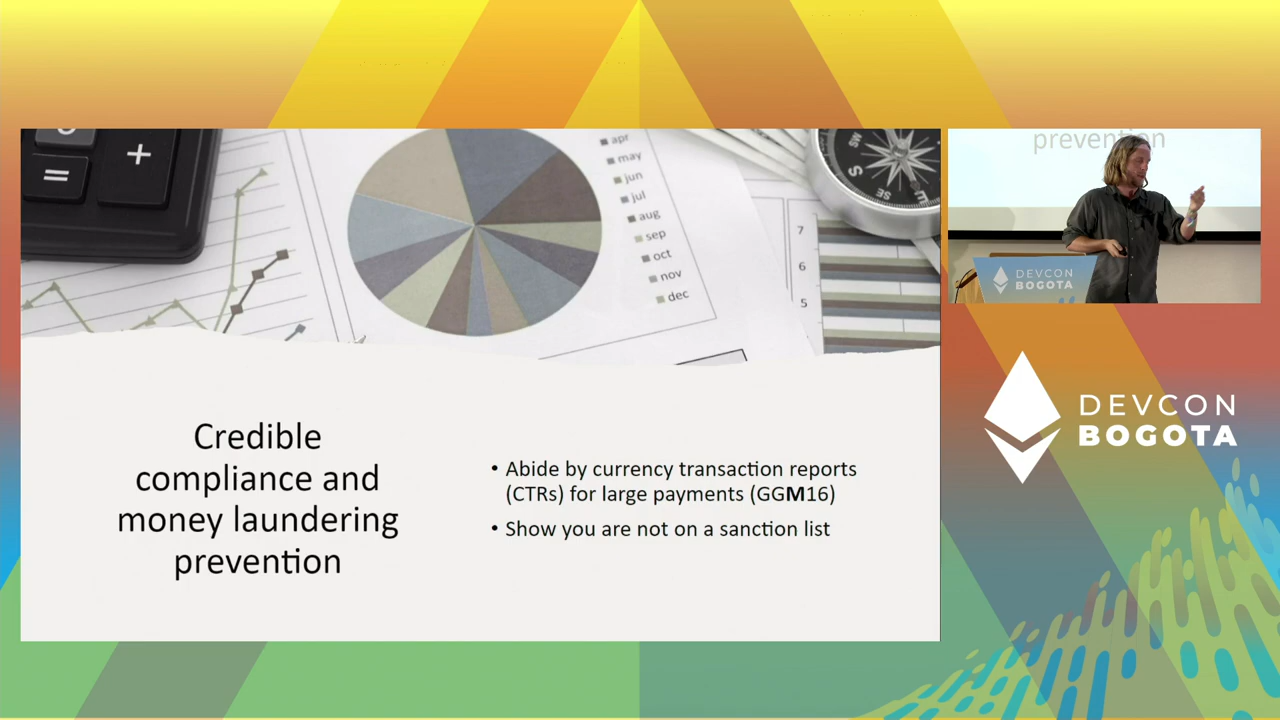 =
+
apr
may
jun
jul
aug
sep
oct
nov
dec
7
6
5
SW
S
SE
Credible
compliance and
money laundering
prevention
• Abide by currency transaction reports
(CTRs) for large payments (GGM16)
• Show you are not on a sanction list
prevention
DEVCON
BOGOTA
DEVCON
BOGOTA